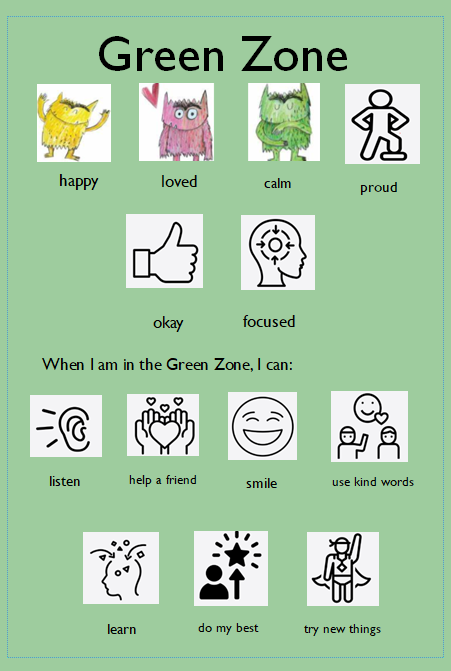 Green Zone
happy loved calm proud
okay focused
When I am in the Green Zone, I can:
listen help a friend smile use kind words
learn do my best try new things